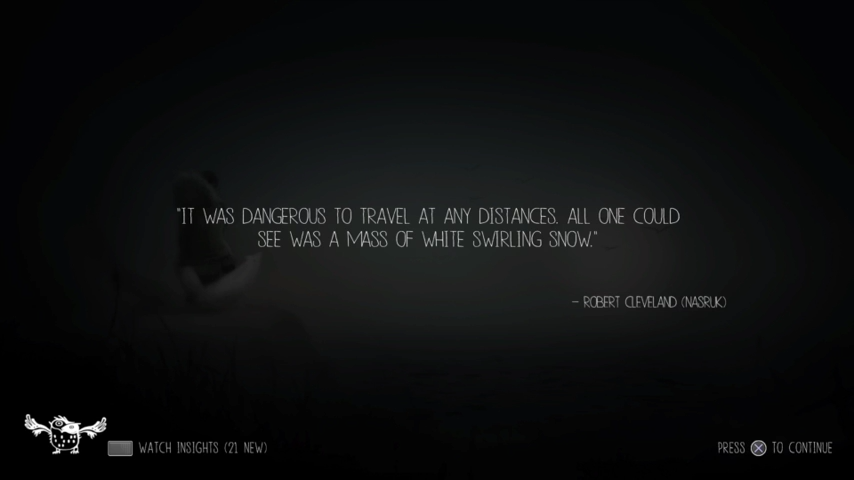 "IT WAS DANGEROUS TO TRAVEL AT ANY DISTANCES. ALL ONE COULD
SEE WAS A MASS OF WHITE SWIRLING SNOW."
- ROBERT CLEVELAND (NASRUK)
WATCH INSIGHTS (21 NEW)
PRESS TO CONTINUE